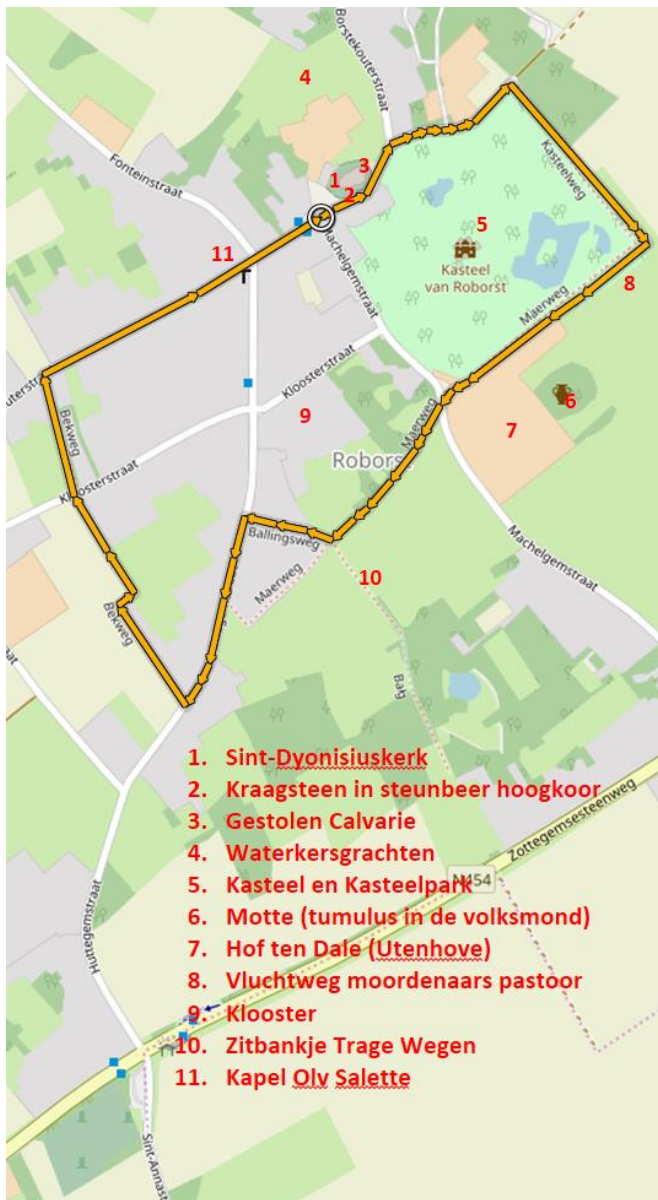 Borstekouterstraat
4
Fonteinstraat
3
1
2
Kasteelweg
Machelgemstraat
5
11
Kasteel
van Roborst
8
Maerweg
Kloosterstraat
6
9
7
Maerweg
Bekweg
Roborst
Kloosterstraat
Machelgemstraat
Ballingsweg
Maerweg
10
Bekweg
Balg
1. Sint-Dyonisiuskerk
2. Kraagsteen in steunbeer hoogkoor
3. Gestolen Calvarie
4. Waterkersgrachten
5. Kasteel en Kasteelpark
6. Motte (tumulus in de volksmond)
7. Hof ten Dale (Utenhove)
8. Vluchtweg moordenaars pastoor
9. Klooster
10. Zitbankje Trage Wegen
11. Kapel Olv Salette
Zottegemsesteenweg
N454
Huttegemstraat
Sint-Annast